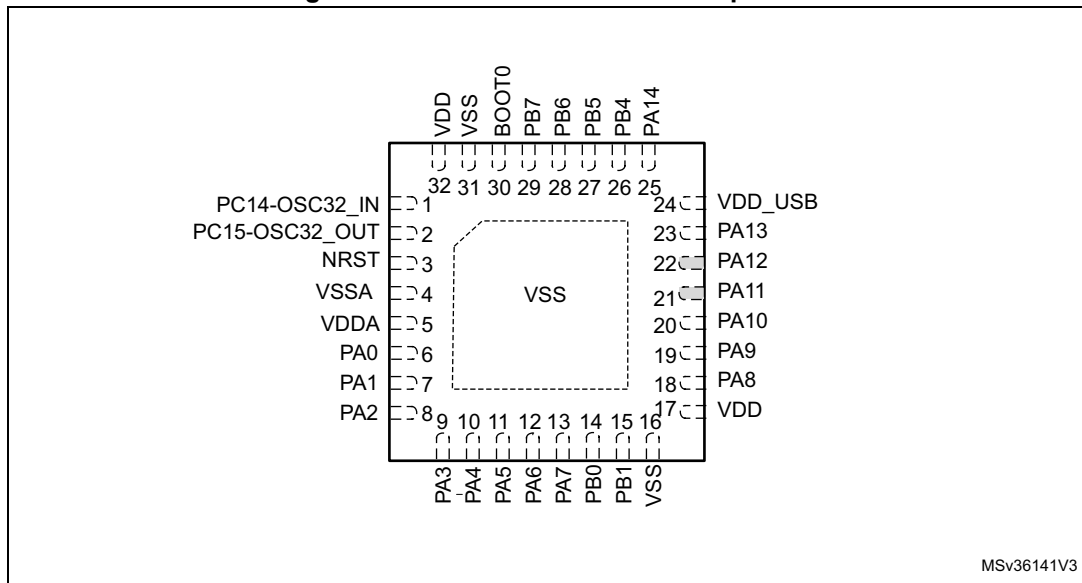 VDD
VSS
BOOT0
PB7
PB6
PB5
PB4
PA14
32 31 30 29 28 27 26 25
PC14-OSC32_IN 1
PC15-OSC32_OUT 2
NRST 3
VSSA 4
VDDA 5
PA0 6
PA1 7
PA2 8
VSS
24 VDD_USB
23 PA13
22 PA12
21 PA11
20 PA10
19 PA9
18 PA8
17 VDD
9 10 11 12 13 14 15 16
PA3
PA4
PA5
PA6
PA7
PB0
PB1
VSS
MSv36141V3